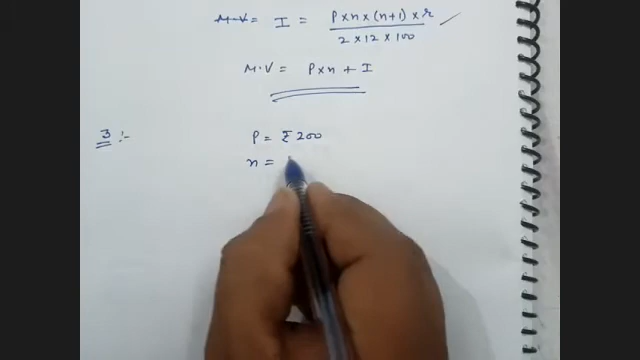 M.V = I = P x n x (n+1) x r / 2 x 12 x 100
M.V = P x n + I
3 :- P = ₹ 200
n =